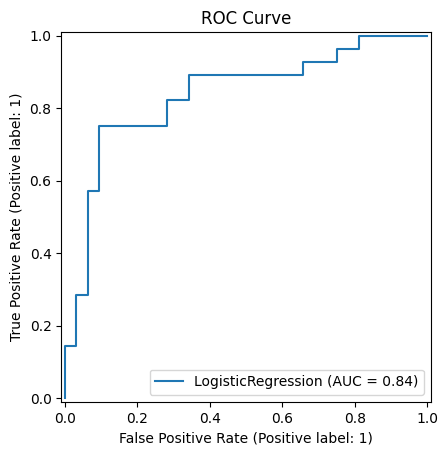 ROC Curve
1.0
0.8
0.6
0.4
0.2
0.0
True Positive Rate (Positive label: 1)
LogisticRegression (AUC = 0.84)
0.0 0.2 0.4 0.6 0.8 1.0
False Positive Rate (Positive label: 1)